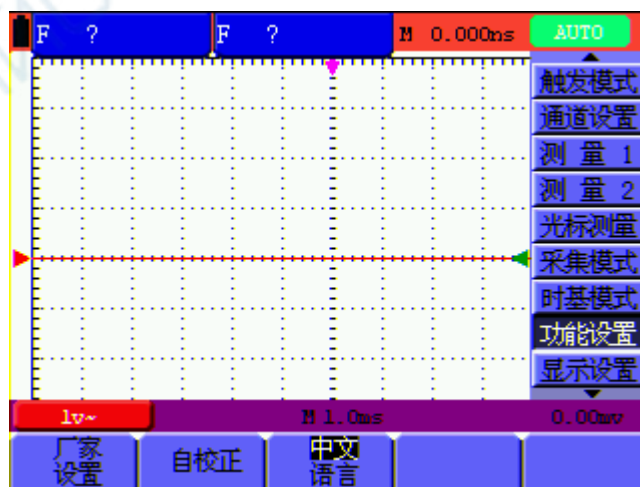 F ?
F ?
M 0.000ns
AUTO
触发模式
通道设置
测 量 1
测 量 2
光标测量
采集模式
时基模式
功能设置
显示设置
1v~
M 1.0ms
0.00mv
厂家
设置
自校正
中文
语言